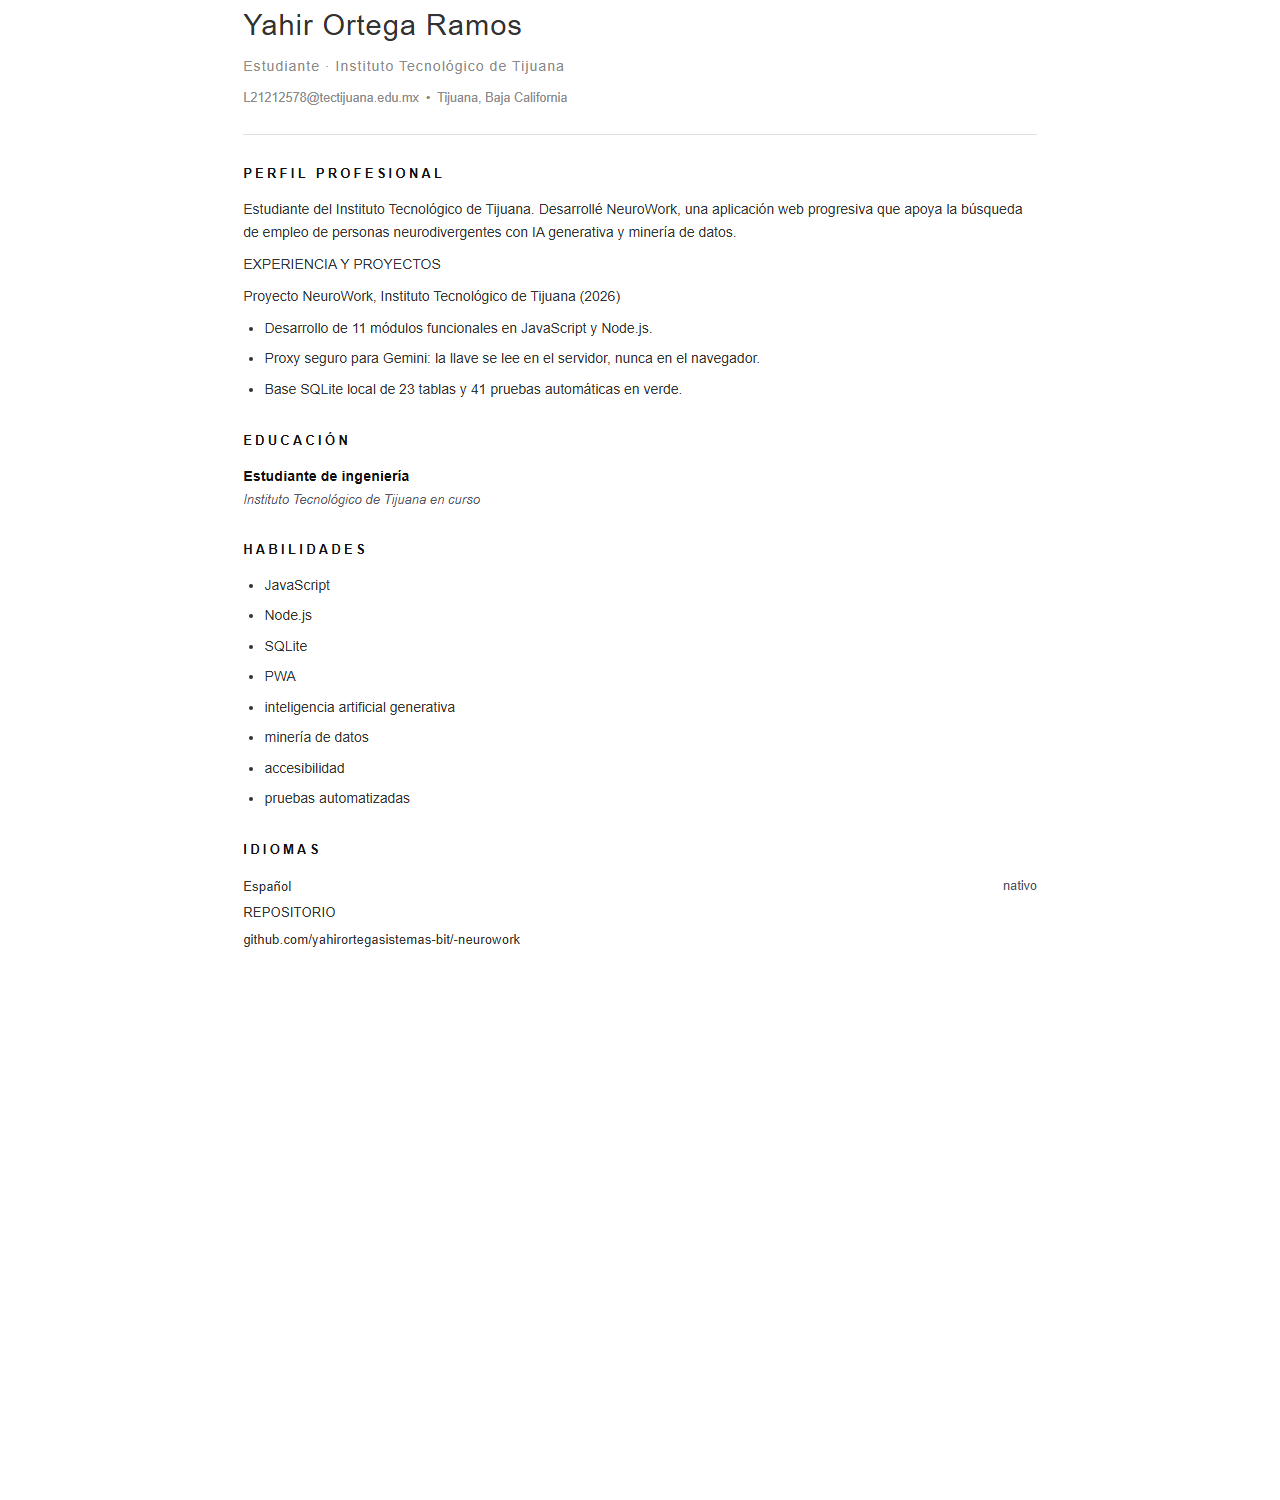 Yahir Ortega Ramos
Estudiante · Instituto Tecnológico de Tijuana
L21212578@tectijuana.edu.mx • Tijuana, Baja California
PERFIL PROFESIONAL
Estudiante del Instituto Tecnológico de Tijuana. Desarrollé NeuroWork, una aplicación web progresiva que apoya la búsqueda
de empleo de personas neurodivergentes con IA generativa y minería de datos.
EXPERIENCIA Y PROYECTOS
Proyecto NeuroWork, Instituto Tecnológico de Tijuana (2026)
• Desarrollo de 11 módulos funcionales en JavaScript y Node.js.
• Proxy seguro para Gemini: la llave se lee en el servidor, nunca en el navegador.
• Base SQLite local de 23 tablas y 41 pruebas automáticas en verde.
EDUCACIÓN
Estudiante de ingeniería
Instituto Tecnológico de Tijuana en curso
HABILIDADES
• JavaScript
• Node.js
• SQLite
• PWA
• inteligencia artificial generativa
• minería de datos
• accesibilidad
• pruebas automatizadas
IDIOMAS
Español nativo
REPOSITORIO
github.com/yahirortegasistemas-bit/-neurowork